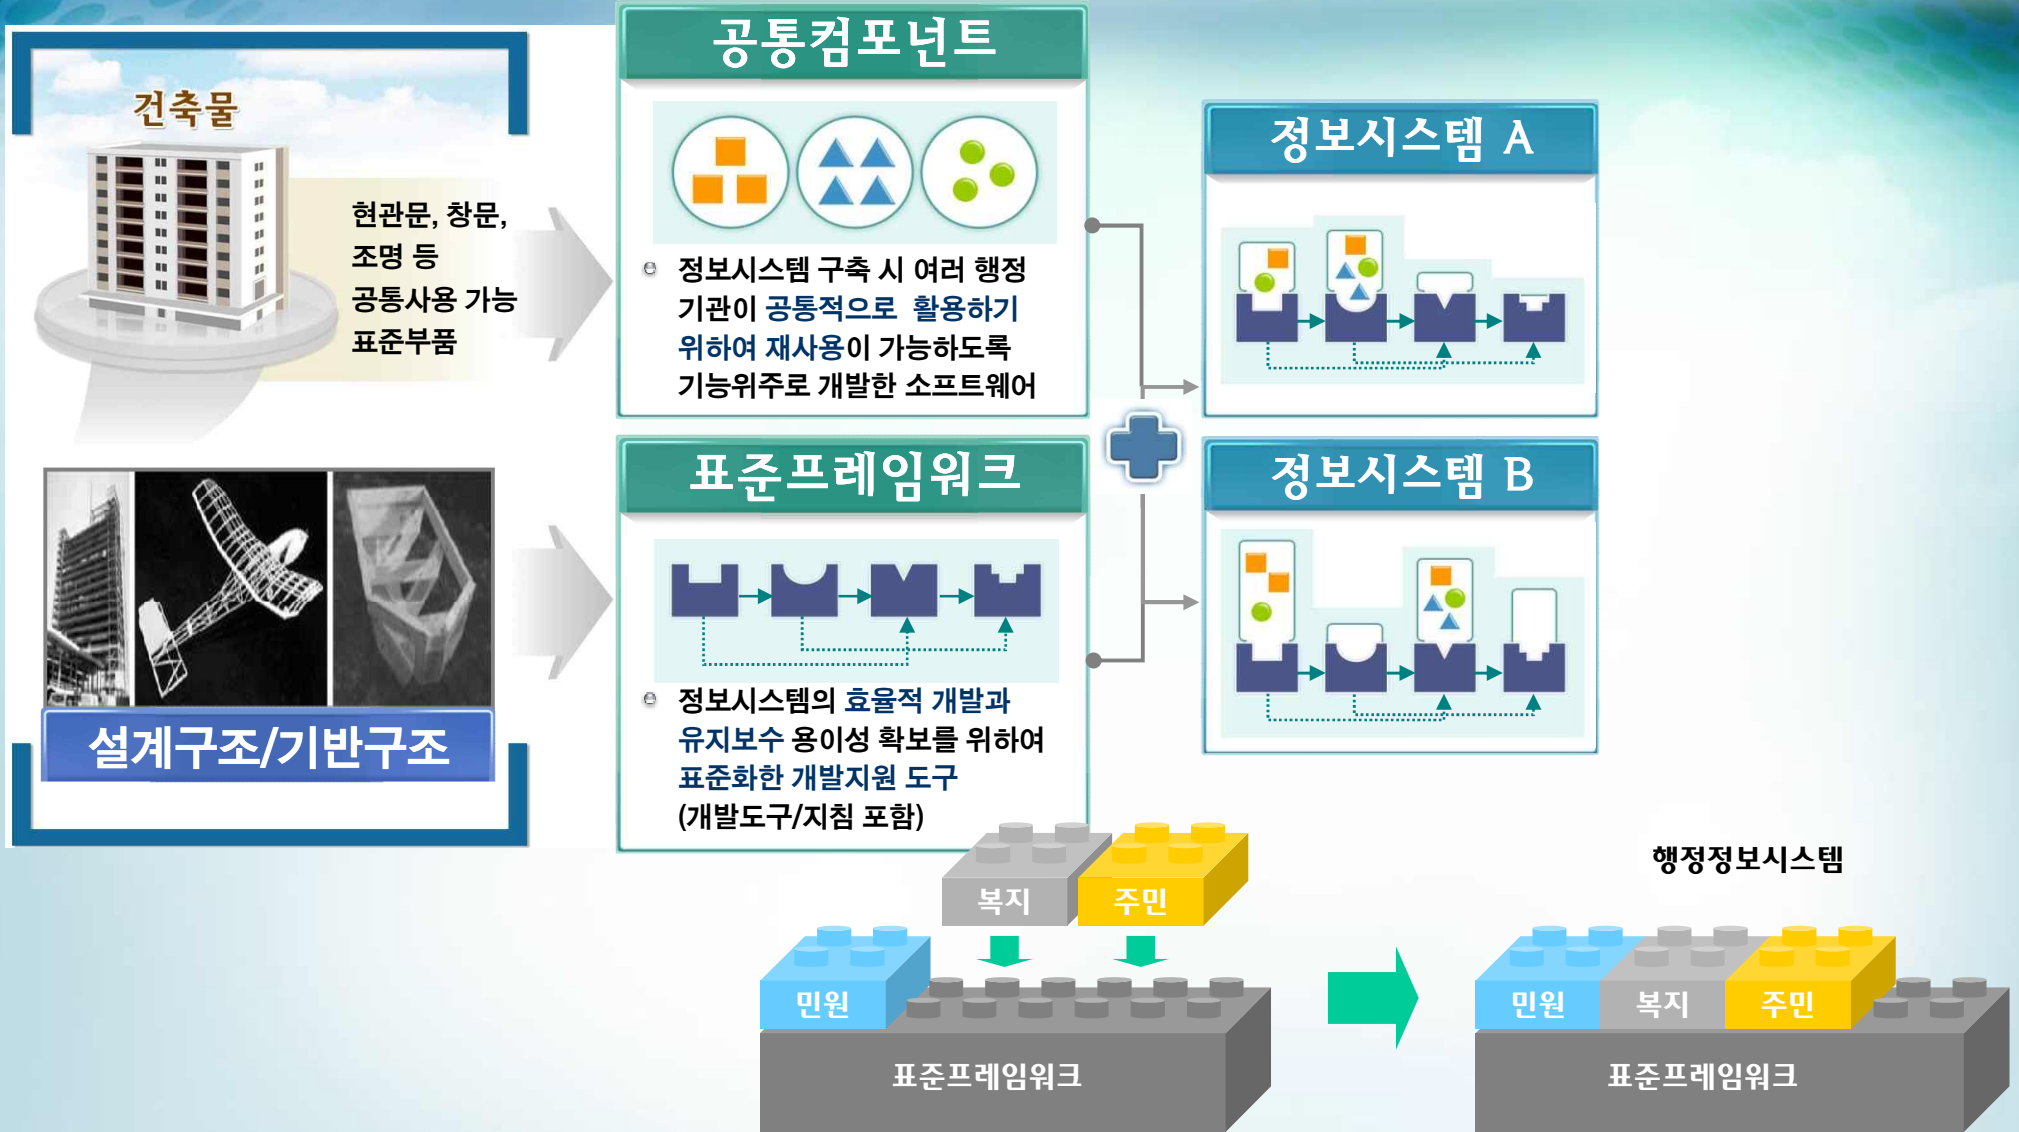 건축물
현관문, 창문,
조명 등
공통사용 가능
표준부품
설계구조/기반구조
공통컴포넌트
정보시스템 구축 시 여러 행정
기관이 공통적으로 활용하기
위하여 재사용이 가능하도록
기능위주로 개발한 소프트웨어
표준프레임워크
정보시스템의 효율적 개발과
유지보수 용이성 확보를 위하여
표준화한 개발지원 도구
(개발도구/지침 포함)
정보시스템 A
정보시스템 B
복지
주민
민원
표준프레임워크
행정정보시스템
민원
복지
주민
표준프레임워크